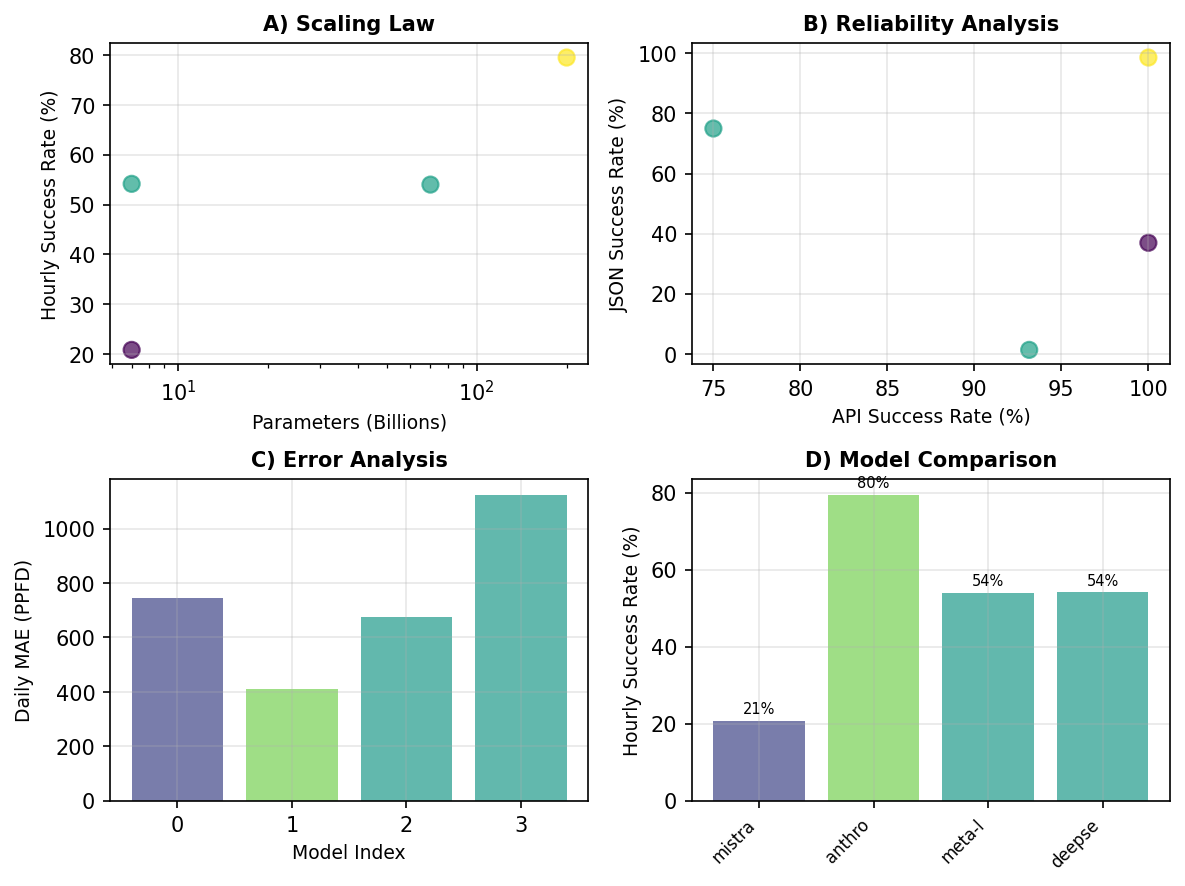 A) Scaling Law
80
70
60
50
40
30
20
Hourly Success Rate (%)
10¹ 10²
Parameters (Billions)
B) Reliability Analysis
100
80
60
40
20
0
JSON Success Rate (%)
75 80 85 90 95 100
API Success Rate (%)
C) Error Analysis
1000
800
600
400
200
0
Daily MAE (PPFD)
0 1 2 3
Model Index
D) Model Comparison
80
60
40
20
0
Hourly Success Rate (%)
21% 80% 54% 54%
mistra anthro meta-l deepse